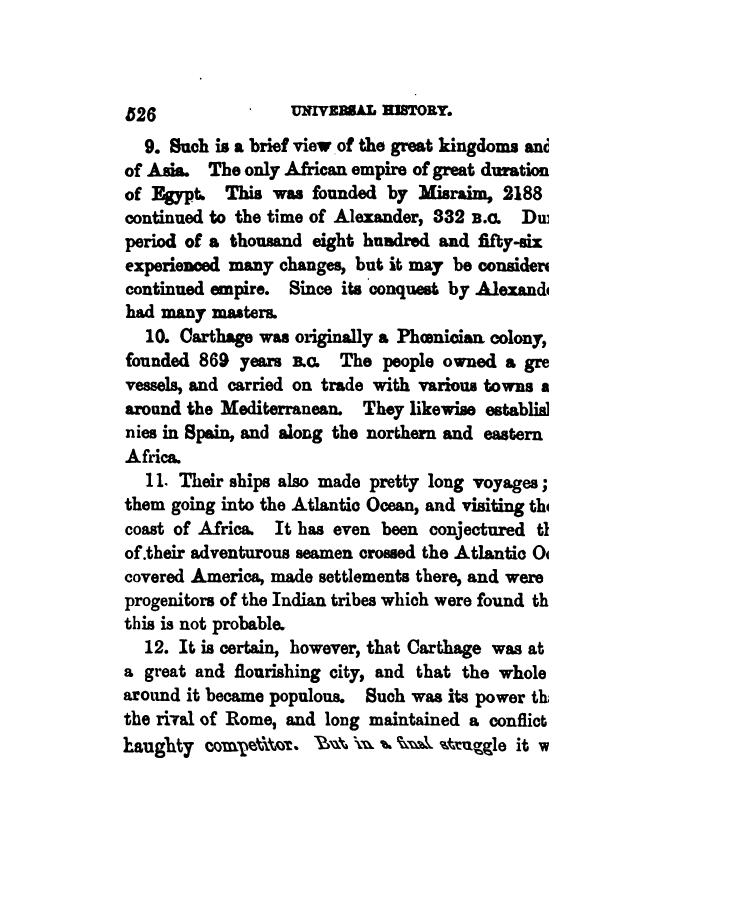 526 UNIVERSAL HISTORY.
9. Such is a brief view of the great kingdoms and
of Asia. The only African empire of great duration
of Egypt. This was founded by Misraim, 2188
continued to the time of Alexander, 332 B.C.
period of a thousand eight hundred and fifty-six
experienced many changes, but it may be
continued empire. Since its conquest by
had many masters.
10. Carthage was originally a Phœnician colony,
founded 869 years B.C. The people owned a
vessels, and carried on trade with various towns
around the Mediterranean. They likewise
nies in Spain, and along the northern and eastern
Africa.
11. Their ships also made pretty long voyages;
them going into the Atlantic Ocean, and visiting
coast of Africa. It has even been conjectured
of their adventurous seamen crossed the Atlantic
covered America, made settlements there, and were
progenitors of the Indian tribes which were found
this is not probable.
12. It is certain, however, that Carthage was at
a great and flourishing city, and that the whole
around it became populous. Such was its power
the rival of Rome, and long maintained a conflict
haughty competitor. But in a final struggle it